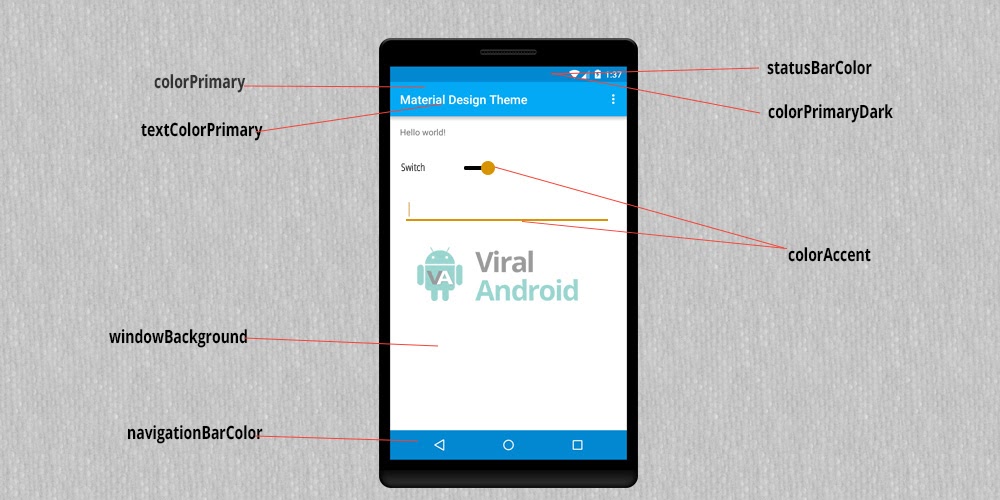 colorPrimary
textColorPrimary
windowBackground
navigationBarColor
1:37
Material Design Theme
Hello world!
Switch
VA
Viral
Android
statusBarColor
colorPrimaryDark
colorAccent